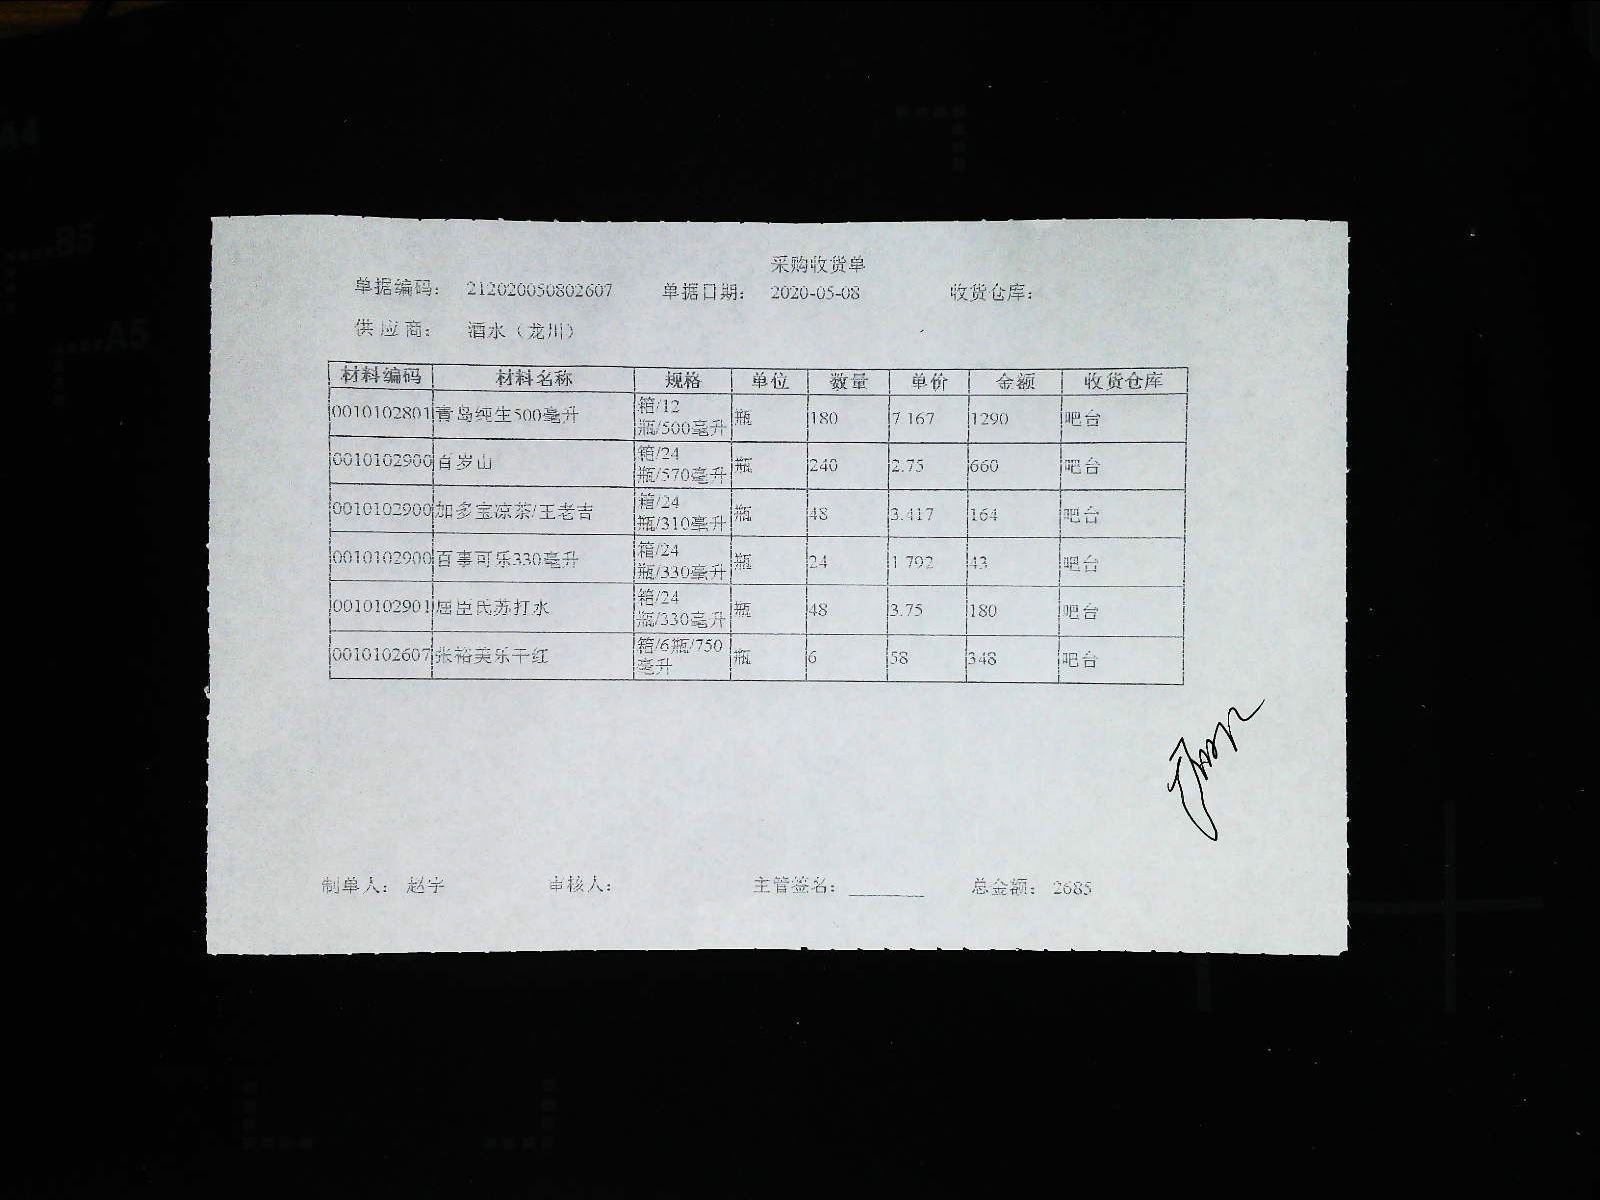 采购收货单
单据编码： 212020050802607 单据日期： 2020-05-08 收货仓库：
供应商： 酒水（龙川）
材料编码 材料名称 规格 单位 数量 单价 金额 收货仓库
0010102801 青岛纯生500毫升 箱/12瓶/500毫升 瓶 180 7.167 1290 吧台
0010102900 百岁山 箱/24瓶/570毫升 瓶 240 2.75 660 吧台
0010102900 加多宝凉茶/王老吉 箱/24瓶/310毫升 瓶 48 3.417 164 吧台
0010102900 百事可乐330毫升 箱/24瓶/330毫升 瓶 24 1.792 43 吧台
0010102901 屈臣氏苏打水 箱/24瓶/330毫升 瓶 48 3.75 180 吧台
0010102607 张裕美乐干红 箱/6瓶/750毫升 瓶 6 58 348 吧台
制单人： 赵宇 审核人： 主管签名： 总金额： 2685
A4
B5
A5